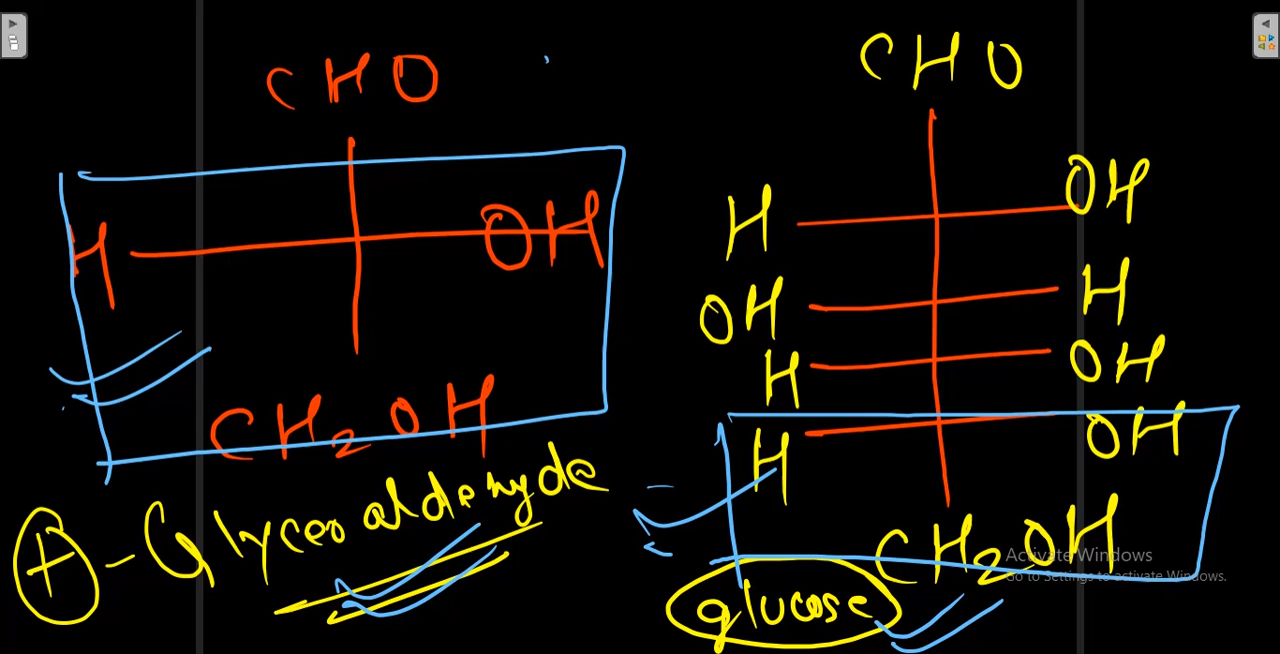 CHO
H OH
CH2OH
(+)-Glyceraldehyde
CHO
H OH
OH H
H OH
H OH
CH2OH
glucose
Activate Windows
Go to Settings to activate Windows.